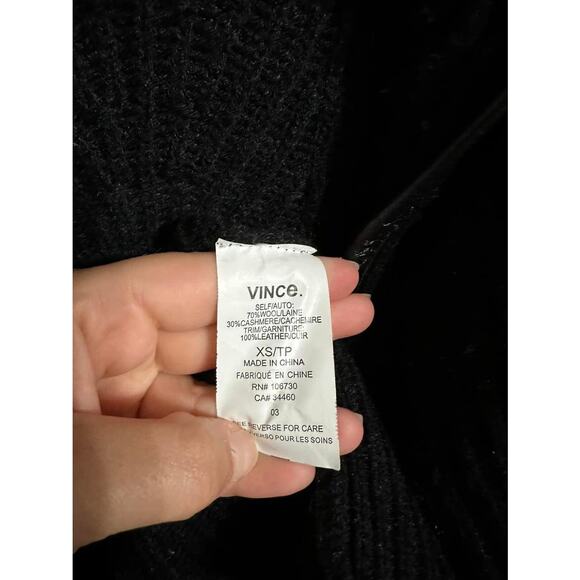 VINCE.
SELF/AUTO:
70%WOOL/LAINE
30%CASHMERE/CACHEMIRE
TRIM/GARNITURE:
100%LEATHER/CUIR
XS/TP
MADE IN CHINA
FABRIQUÉ EN CHINE
RN# 106730
CA# 34460
03
SEE REVERSE FOR CARE
VERSO POUR LES SOINS